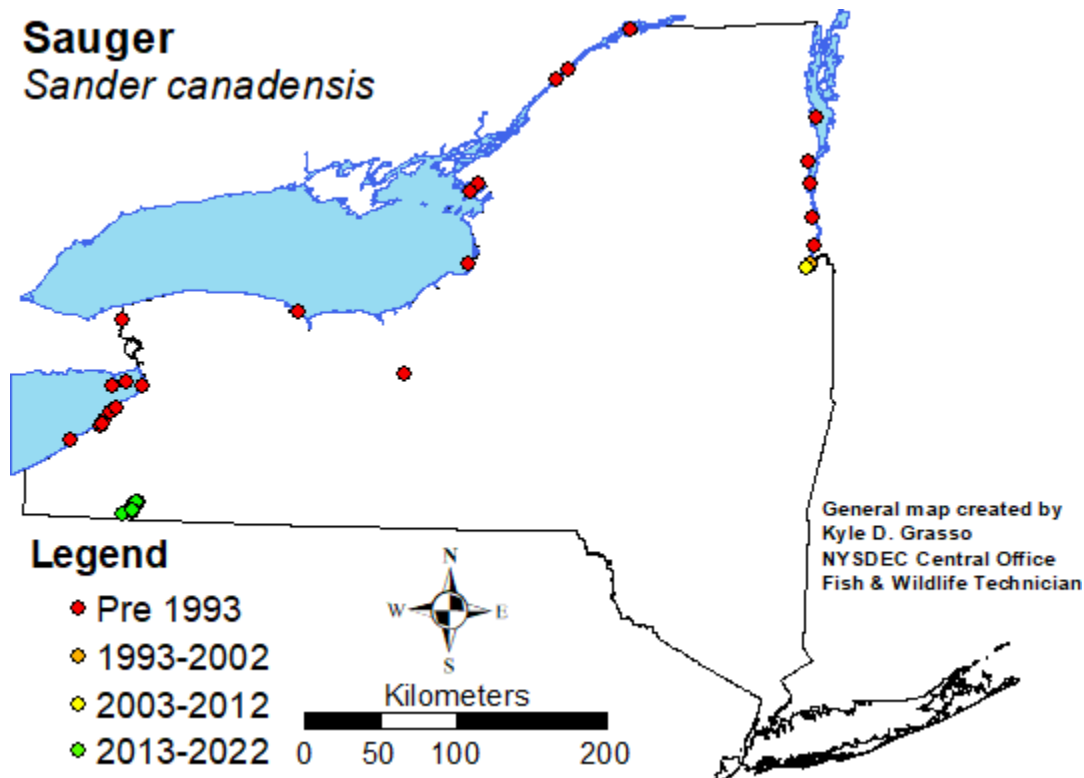 Sauger
Sander canadensis
General map created by
Kyle D. Grasso
NYSDEC Central Office
Fish & Wildlife Technician
Legend
Pre 1993
1993-2002
2003-2012
2013-2022
N
W E
S
Kilometers
0 50 100 200